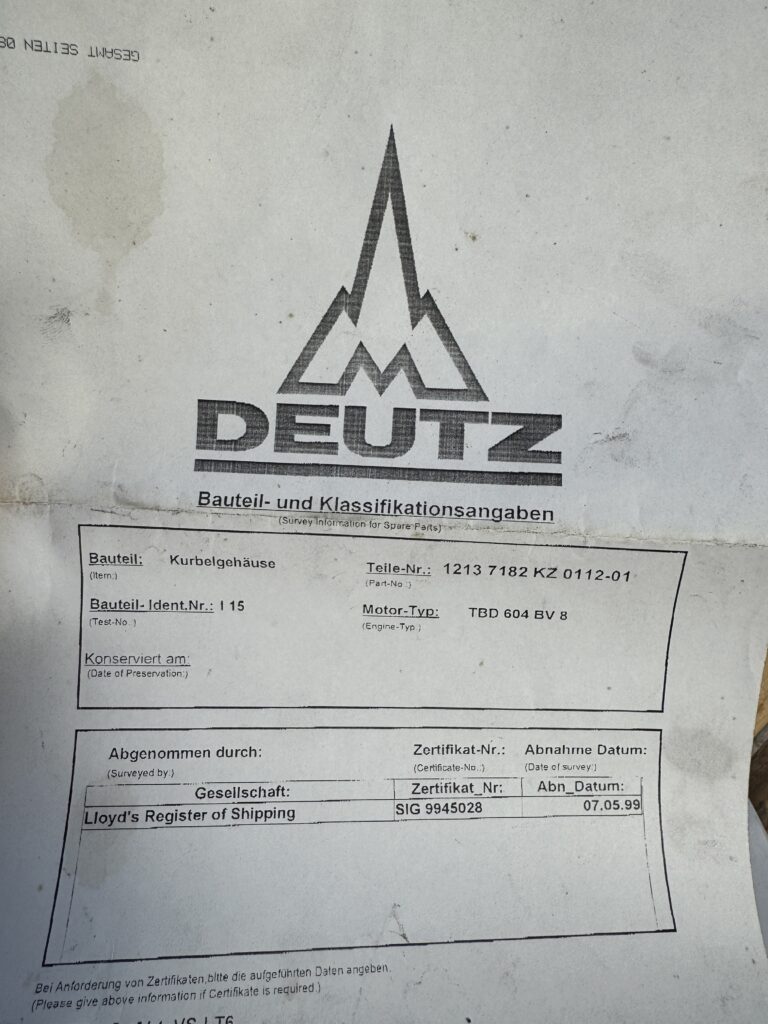 GESAMT SEITEN
DEUTZ
Bauteil- und Klassifikationsangaben
(Survey Information for Spare Parts)
Bauteil: Kurbelgehäuse Teile-Nr.: 1213 7182 KZ 0112-01
(Item:) (Part-No.:)
Bauteil- Ident.Nr.: I 15 Motor-Typ: TBD 604 BV 8
(Test-No.:) (Engine-Typ:)
Konserviert am:
(Date of Preservation:)
Abgenommen durch: Zertifikat-Nr.: Abnahme Datum:
(Surveyed by:) (Certificate-No.:) (Date of survey:)
Gesellschaft: Zertifikat_Nr: Abn_Datum:
Lloyd's Register of Shipping SIG 9945028 07.05.99
Bei Anforderung von Zertifikaten,bitte die aufgeführten Daten angeben.
(Please give above information if Certifikate is required.)